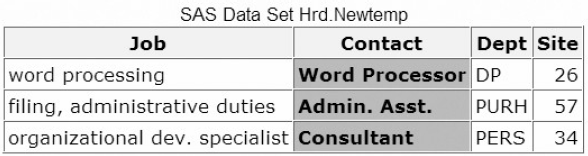 SAS Data Set Hrd.Newtemp
Job Contact Dept Site
word processing Word Processor DP 26
filing, administrative duties Admin. Asst. PURH 57
organizational dev. specialist Consultant PERS 34